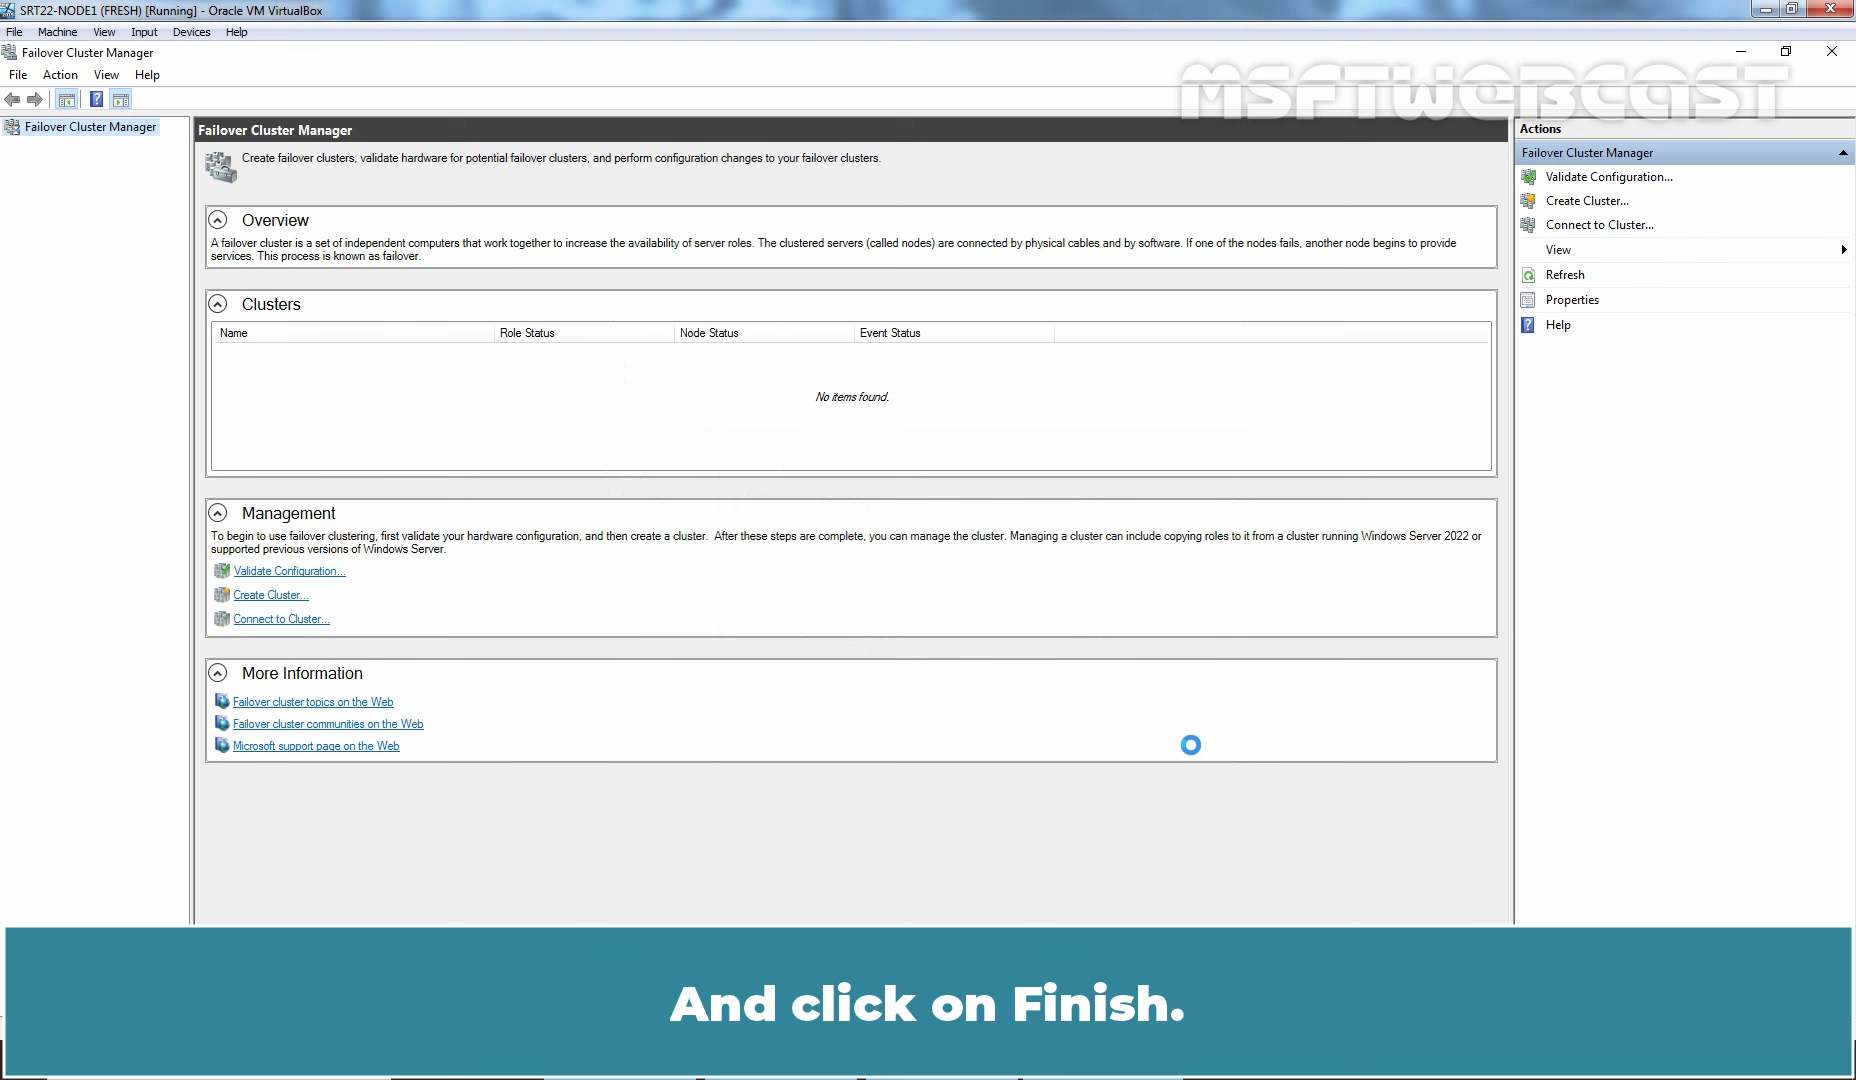 SRT22-NODE1 (FRESH) [Running] - Oracle VM VirtualBox
File Machine View Input Devices Help
Failover Cluster Manager
File Action View Help
MSFTWEBCAST
Failover Cluster Manager
Failover Cluster Manager
Create failover clusters, validate hardware for potential failover clusters, and perform configuration changes to your failover clusters.
Overview
A failover cluster is a set of independent computers that work together to increase the availability of server roles. The clustered servers (called nodes) are connected by physical cables and by software. If one of the nodes fails, another node begins to provide
services. This process is known as failover.
Clusters
Name Role Status Node Status Event Status
No items found.
Management
To begin to use failover clustering, first validate your hardware configuration, and then create a cluster. After these steps are complete, you can manage the cluster. Managing a cluster can include copying roles to it from a cluster running Windows Server 2022 or
supported previous versions of Windows Server.
Validate Configuration...
Create Cluster...
Connect to Cluster...
More Information
Failover cluster topics on the Web
Failover cluster communities on the Web
Microsoft support page on the Web
Actions
Failover Cluster Manager
Validate Configuration...
Create Cluster...
Connect to Cluster...
View
Refresh
Properties
Help
And click on Finish.